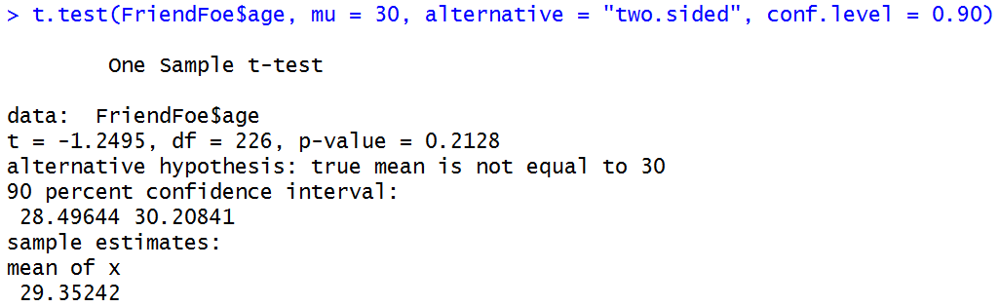 > t.test(FriendFoe$age, mu = 30, alternative = "two.sided", conf.level = 0.90)
One Sample t-test
data:  FriendFoe$age
t = -1.2495, df = 226, p-value = 0.2128
alternative hypothesis: true mean is not equal to 30
90 percent confidence interval:
28.49644 30.20841
sample estimates:
mean of x
29.35242